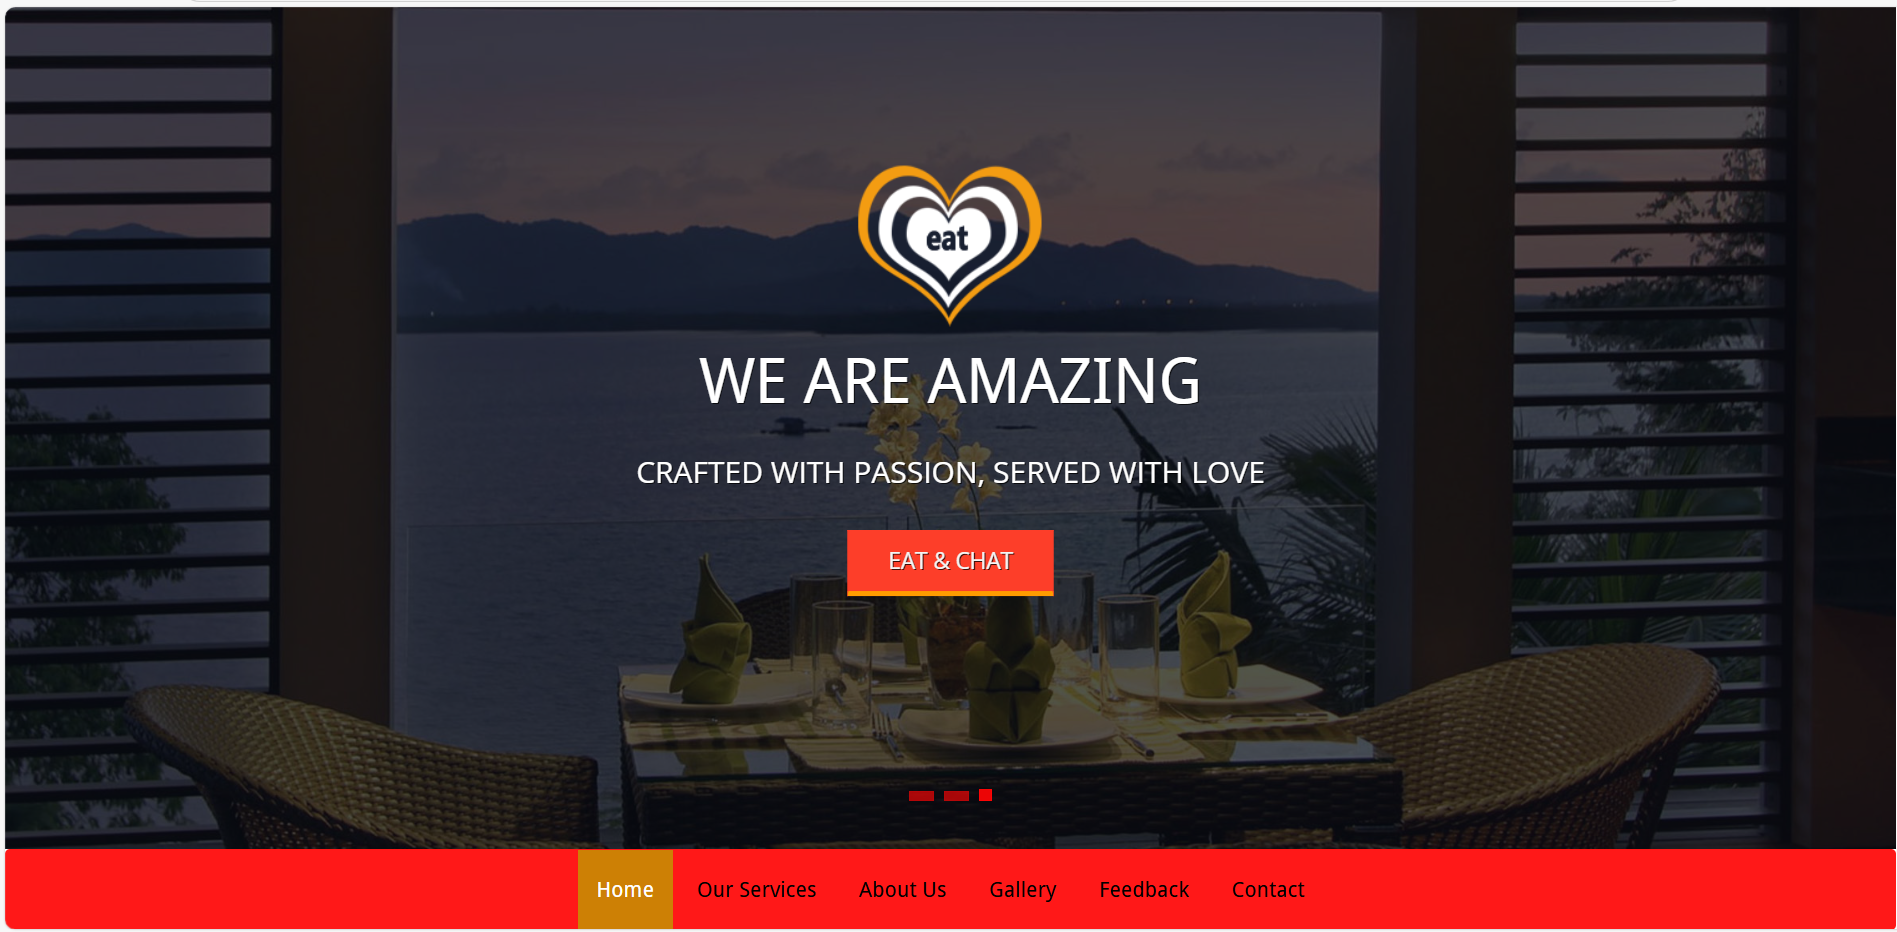 eat
WE ARE AMAZING
CRAFTED WITH PASSION, SERVED WITH LOVE
EAT & CHAT
Home Our Services About Us Gallery Feedback Contact